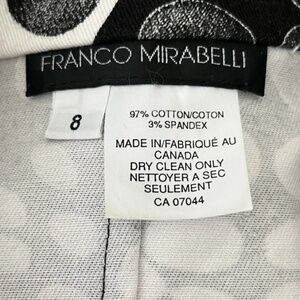 FRANCO MIRABELLI
8
97% COTTON/COTON
3% SPANDEX
MADE IN/FABRIQUÉ AU
CANADA
DRY CLEAN ONLY
NETTOYER A SEC
SEULEMENT
CA 07044